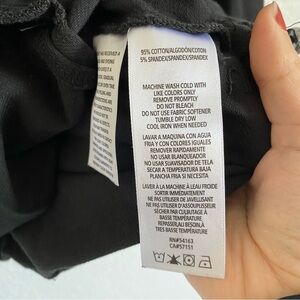 95% COTTON/ALGODÓN/COTON
5% SPANDEX/SPANDEX/SPANDEX
MACHINE WASH COLD WITH
LIKE COLORS ONLY
REMOVE PROMPTLY
DO NOT BLEACH
DO NOT USE FABRIC SOFTENER
TUMBLE DRY LOW
COOL IRON WHEN NEEDED
LAVAR A MAQUINA CON AGUA
FRIA Y CON COLORES IGUALES
REMOVER RAPIDAMENTE
NO USAR BLANQUEADOR
NO USAR SUAVIZADOR DE TELA
SECAR A TEMPERATURA BAJA
PLANCHA FRIA SI NECESITA
LAVER À LA MACHINE À L'EAU FROIDE
SORTIR IMMÉDIATEMENT
NE PAS UTILISER DE JAVELLISANT
NE PAS UTILISER D'ASSOUPLISSEUR
SÉCHER PAR CULBUTAGE À
BASSE TEMPÉRATURE
REPASSER AU BESOIN, À
TRES BASSE TEMPÉRATURE
RN#54163
CA#57151